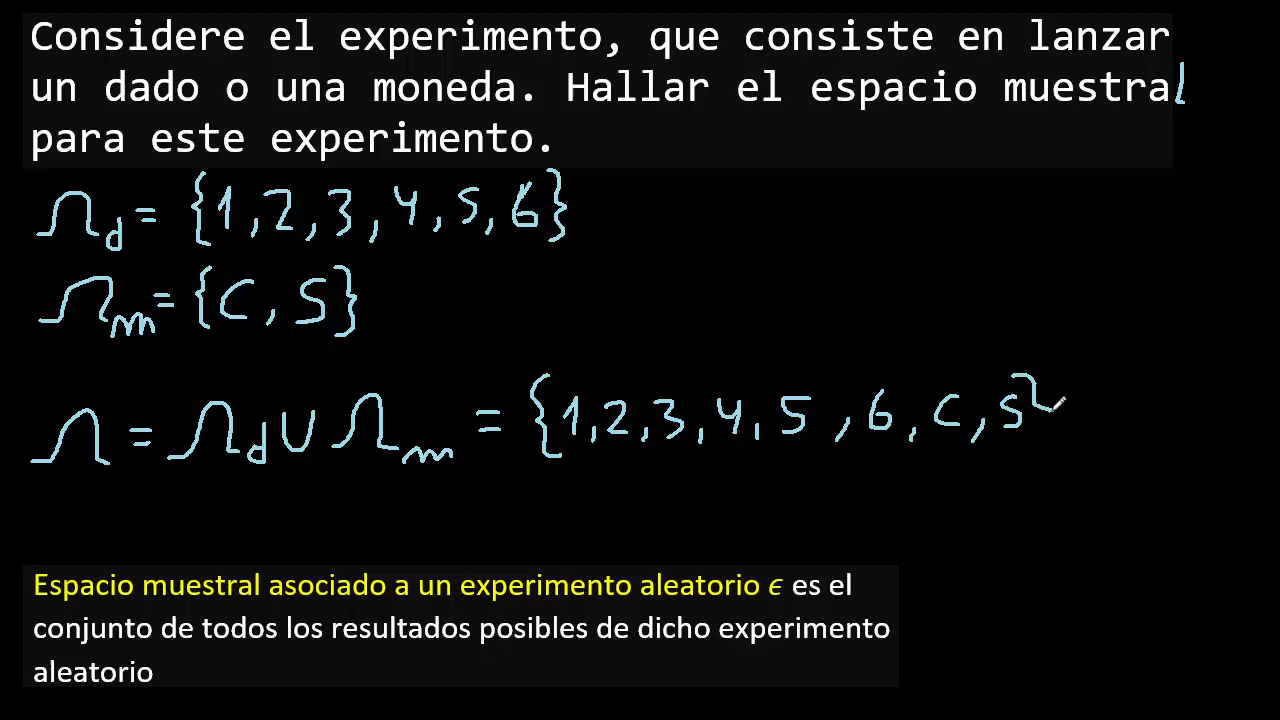 Considere el experimento, que consiste en lanzar
un dado o una moneda. Hallar el espacio muestral
para este experimento.
Ω_d = {1, 2, 3, 4, 5, 6}
Ω_m = {C, S}
Ω = Ω_d ∪ Ω_m = {1, 2, 3, 4, 5, 6, C, S
Espacio muestral asociado a un experimento aleatorio ϵ es el
conjunto de todos los resultados posibles de dicho experimento
aleatorio